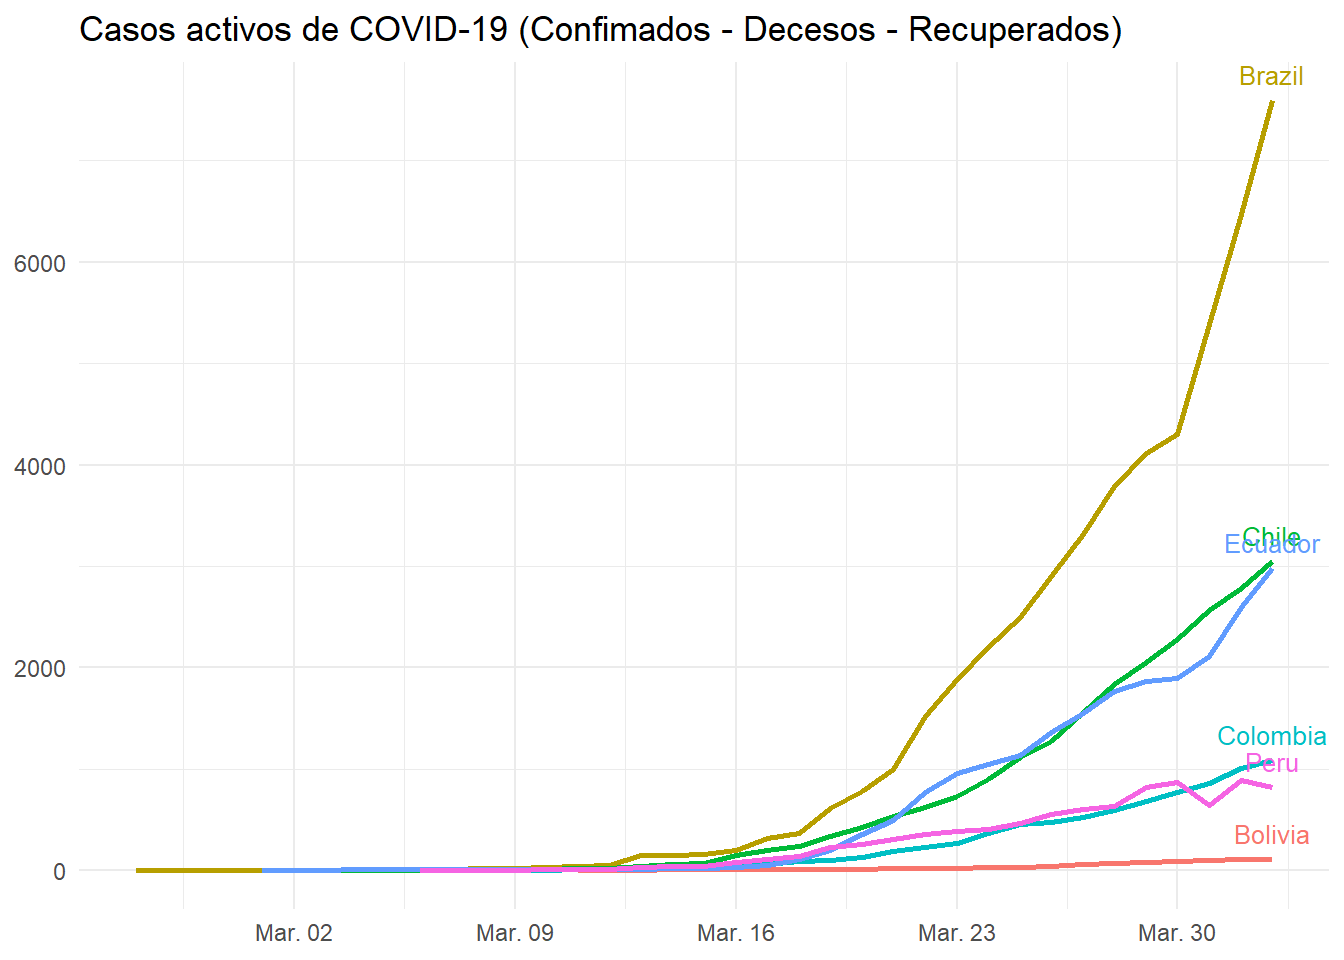 Casos activos de COVID-19 (Confimados - Decesos - Recuperados)
Brazil
6000
4000
Chile
Ecuador
2000
Colombia
Peru
Bolivia
0
Mar. 02 Mar. 09 Mar. 16 Mar. 23 Mar. 30